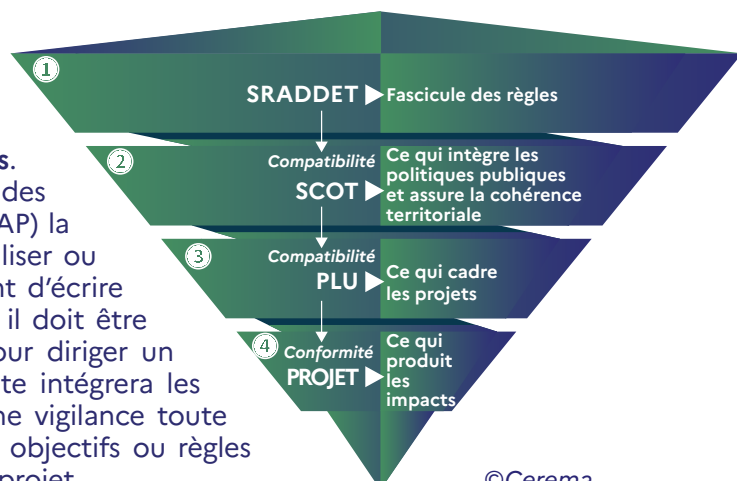 1
SRADDET Fascicule des règles
2
Compatibilité
SCOT
Ce qui intègre les
politiques publiques
et assure la cohérence
territoriale
3
Compatibilité
PLU
Ce qui cadre
les projets
4
Conformité
PROJET
Ce qui
produit
les
impacts
s.
des
AP) la
liser ou
t d'écrire
il doit être
our diriger un
te intégrera les
ne vigilance toute
objectifs ou règles
projet
©Cerema